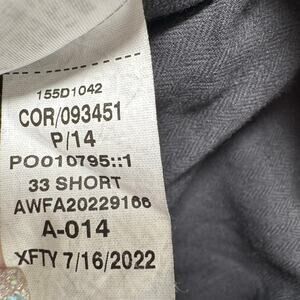 155D1042
COR/093451
P/14
PO010795::1
33 SHORT
AWFA20229166
A-014
XFTY 7/16/2022